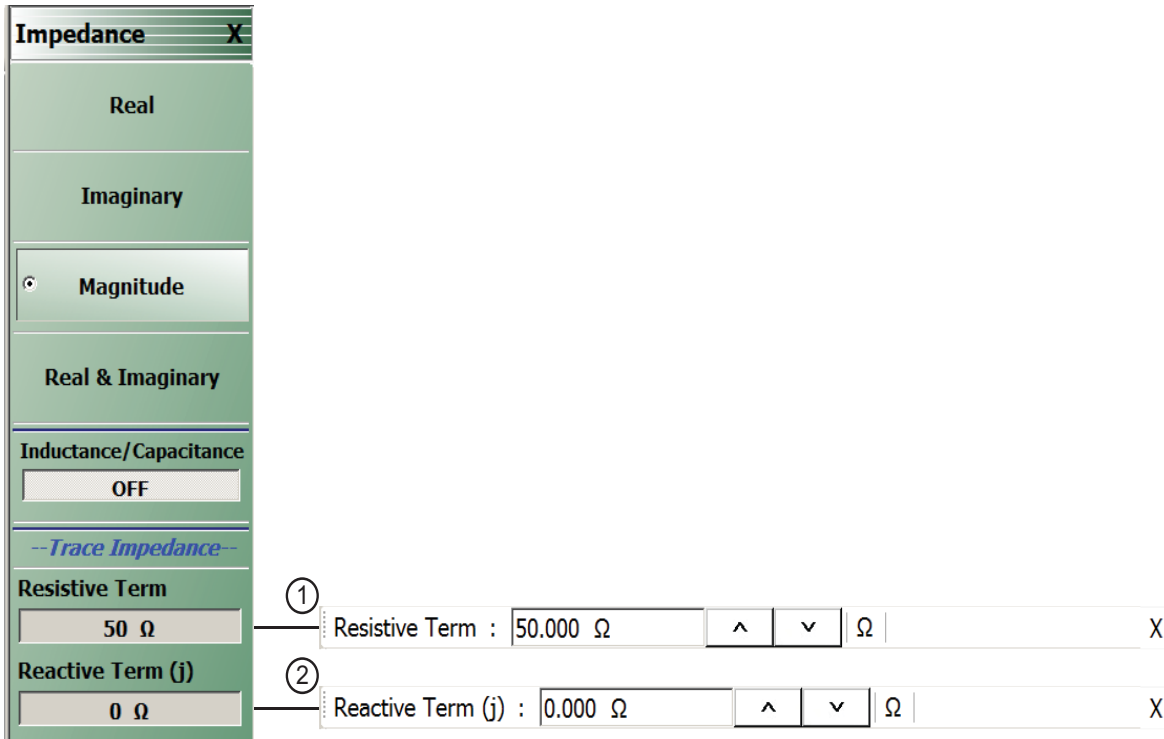 Impedance X
Real
Imaginary
Magnitude
Real & Imaginary
Inductance/Capacitance
OFF
--Trace Impedance--
Resistive Term
50 Ω
Reactive Term (j)
0 Ω
1
Resistive Term : 50.000 Ω ^ v Ω X
2
Reactive Term (j) : 0.000 Ω ^ v Ω X